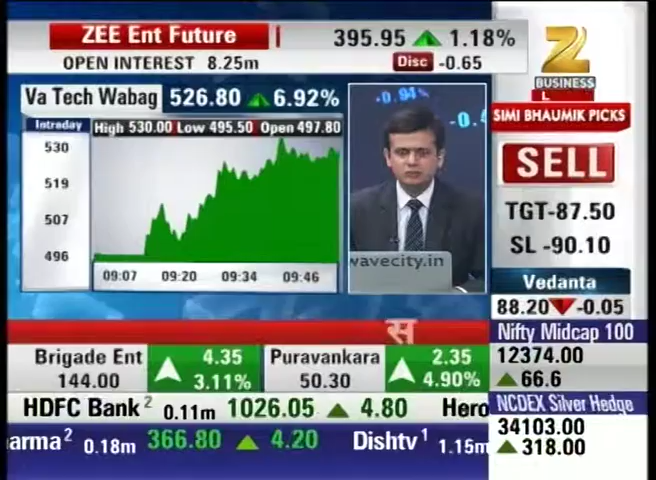 ZEE Ent Future 395.95 1.18%
OPEN INTEREST 8.25m Disc -0.65
Z
BUSINESS
L
SIMI BHAUMIK PICKS
SELL
TGT-87.50
SL -90.10
Vedanta
88.20 -0.05
Va Tech Wabag 526.80 6.92%
Intraday High 530.00 Low 495.50 Open 497.80
530
519
507
496
09:07 09:20 09:34 09:46
-0.94%
-0.
wavecity.in
स
Nifty Midcap 100
12374.00
66.6
Brigade Ent 4.35
144.00 3.11%
Puravankara 2.35
50.30 4.90%
HDFC Bank 2 0.11m 1026.05 4.80 Hero
arma 2 0.18m 366.80 4.20 Dishtv 1 1.15m
NCDEX Silver Hedge
34103.00
318.00